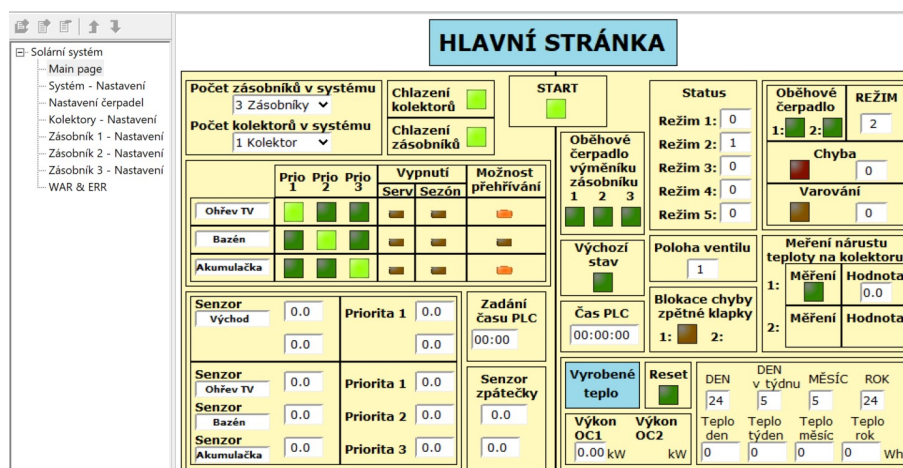 Solární systém
Main page
Systém - Nastavení
Nastavení čerpadel
Kolektory - Nastavení
Zásobník 1 - Nastavení
Zásobník 2 - Nastavení
Zásobník 3 - Nastavení
WAR & ERR
HLAVNÍ STRÁNKA
Počet zásobníků v systému
3 Zásobníky
Počet kolektorů v systému
1 Kolektor
Chlazení
kolektorů
Chlazení
zásobníků
START
Prio
1
Prio
2
Prio
3
Vypnutí
Serv Sezón
Možnost
přehřívání
Ohřev TV
Bazén
Akumulačka
Oběhové
čerpadlo
výměníku
zásobníku
1 2 3
Status
Režim 1: 0
Režim 2: 1
Režim 3: 0
Režim 4: 0
Režim 5: 0
Oběhové
čerpadlo
1: 2:
REŽIM
2
Chyba
0
Varování
0
Výchozí
stav
Poloha ventilu
1
Meření nárustu
teploty na kolektoru
1: Měření Hodnota
0.0
2: Měření Hodnota
Čas PLC
00:00:00
Blokace chyby
zpětné klapky
1: 2:
Senzor
Východ
0.0
0.0
Priorita 1 0.0
0.0
Zadání
času PLC
00:00
Senzor
Ohřev TV
0.0
Priorita 1 0.0
Senzor
Bazén
0.0
Priorita 2 0.0
Senzor
Akumulačka
0.0
Priorita 3 0.0
Senzor
zpátečky
0.0
0.0
Vyrobené
teplo
Reset
DEN
24
DEN
v týdnu
5
MĚSÍC
5
ROK
24
Výkon
OC1
0.00 kW
Výkon
OC2
kW
Teplo
den
0
Teplo
týden
0
Teplo
měsíc
0
Teplo
rok
0
Wh